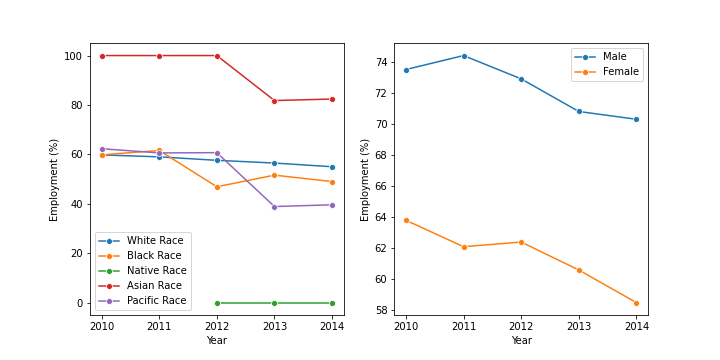 100
80
60
40
20
0
Employment (%)
White Race
Black Race
Native Race
Asian Race
Pacific Race
2010 2011 2012 2013 2014
Year
74
72
70
68
66
64
62
60
58
Employment (%)
Male
Female
2010 2011 2012 2013 2014
Year